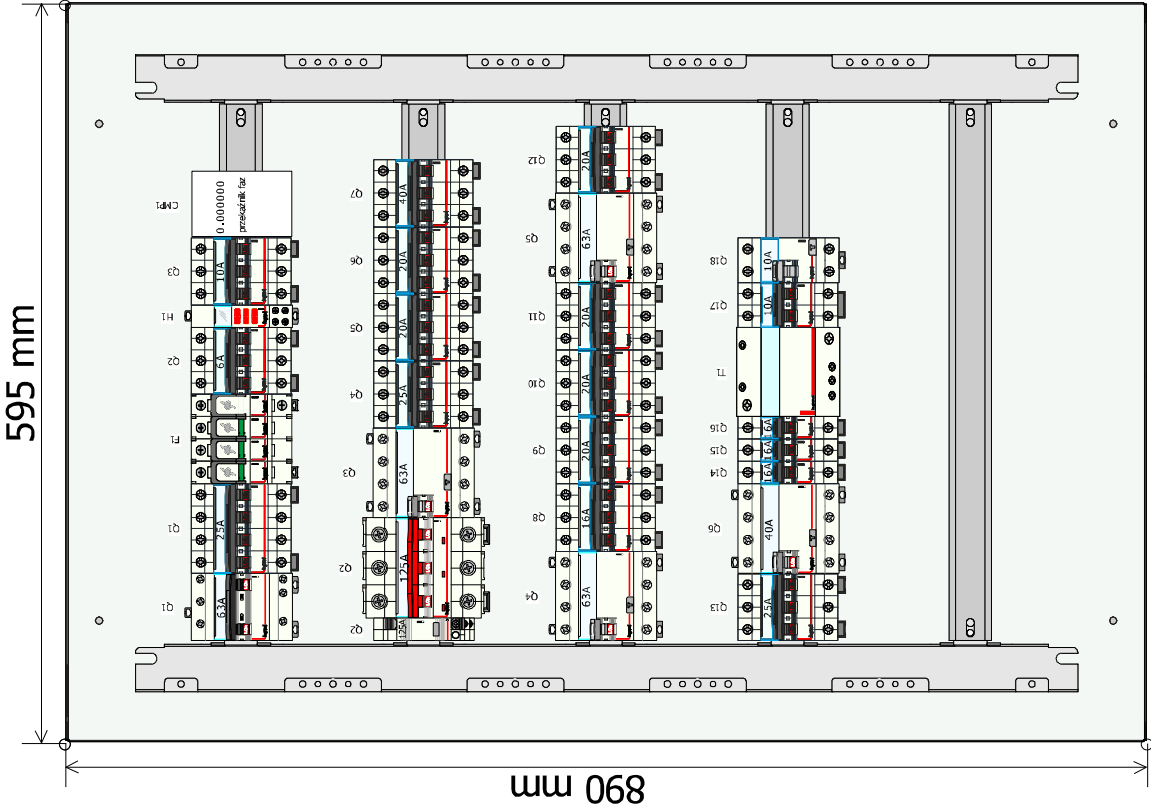 595 mm
890 mm
CMP1
0.000000
przekaźnik faz
Q3
10A
H1
Q2
6A
F1
Q1
25A
Q1
63A
Q7
40A
Q6
20A
Q5
20A
Q4
25A
Q3
63A
Q2
125A
Q2
125A
Q12
20A
Q5
63A
Q11
20A
Q10
20A
Q9
20A
Q8
16A
Q4
63A
Q18
10A
Q17
10A
T1
Q16
16A
Q15
16A
Q14
16A
Q6
40A
Q13
25A